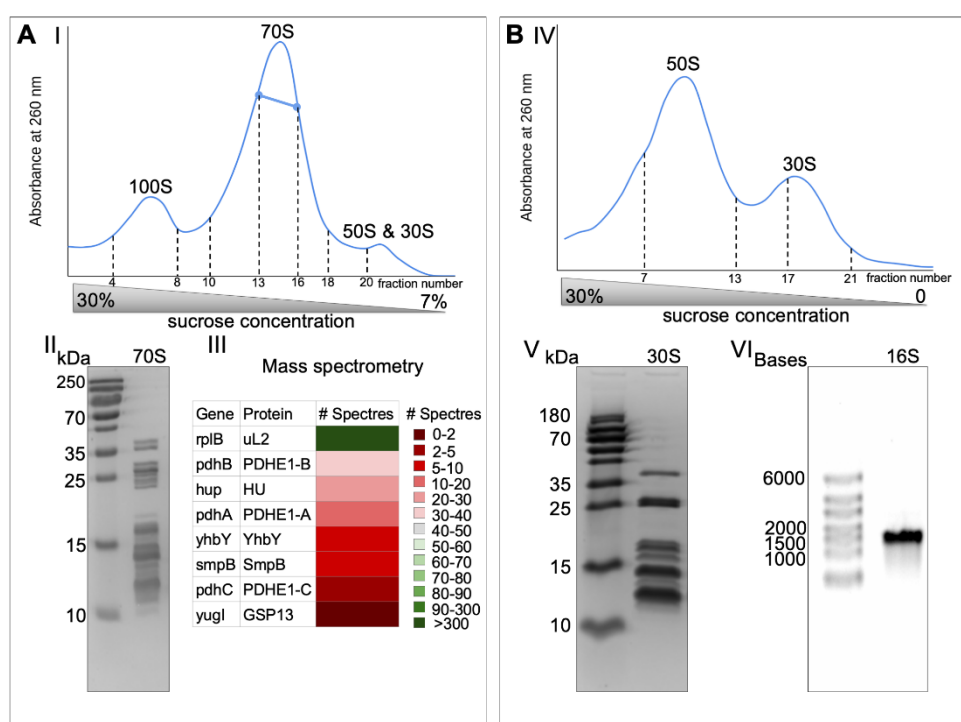 A I
70S
100S
50S & 30S
Absorbance at 260 nm
4 8 10 13 16 18 20 fraction number
30% 7%
sucrose concentration
II kDa 70S
250
70
35
25
15
10
III
Mass spectrometry
Gene Protein # Spectres
rplB uL2
pdhB PDHE1-B
hup HU
pdhA PDHE1-A
yhbY YhbY
smpB SmpB
pdhC PDHE1-C
yugI GSP13
# Spectres
0-2
2-5
5-10
10-20
20-30
30-40
40-50
50-60
60-70
70-80
80-90
90-300
>300
B IV
50S
30S
Absorbance at 260 nm
7 13 17 21 fraction number
30% 0
sucrose concentration
V kDa 30S
180
70
35
25
15
10
VI Bases 16S
6000
2000
1500
1000